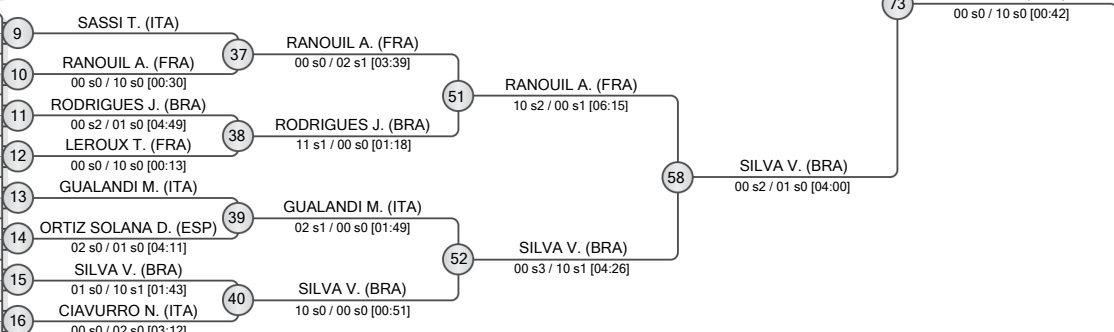 73
00 s0 / 10 s0 [00:42]
9
SASSI T. (ITA)
10
RANOUIL A. (FRA)
00 s0 / 10 s0 [00:30]
37
RANOUIL A. (FRA)
00 s0 / 02 s1 [03:39]
11
RODRIGUES J. (BRA)
00 s2 / 01 s0 [04:49]
12
LEROUX T. (FRA)
00 s0 / 10 s0 [00:13]
38
RODRIGUES J. (BRA)
11 s1 / 00 s0 [01:18]
51
RANOUIL A. (FRA)
10 s2 / 00 s1 [06:15]
13
GUALANDI M. (ITA)
14
ORTIZ SOLANA D. (ESP)
02 s0 / 01 s0 [04:11]
39
GUALANDI M. (ITA)
02 s1 / 00 s0 [01:49]
15
SILVA V. (BRA)
01 s0 / 10 s1 [01:43]
16
CIAVURRO N. (ITA)
00 s0 / 02 s0 [03:12]
40
SILVA V. (BRA)
10 s0 / 00 s0 [00:51]
52
SILVA V. (BRA)
00 s3 / 10 s1 [04:26]
58
SILVA V. (BRA)
00 s2 / 01 s0 [04:00]